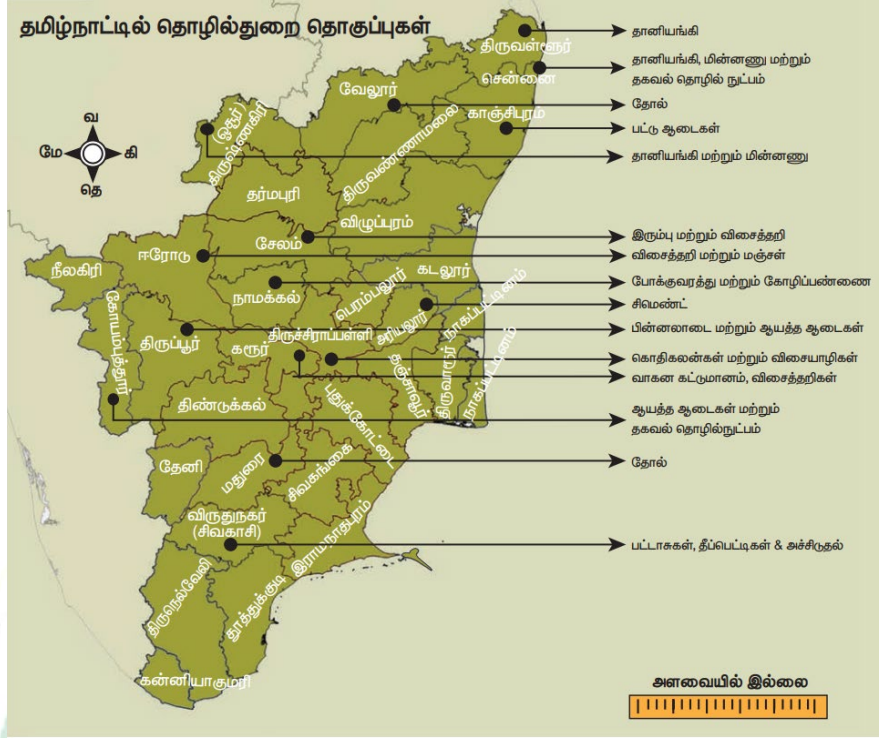 தமிழ்நாட்டில் தொழில்துறை தொகுப்புகள்
வ
மே
கி
தெ
திருவள்ளூர்
சென்னை
வேலூர்
காஞ்சிபுரம்
(ஓசூர்)
கிருஷ்ணகிரி
திருவண்ணாமலை
தர்மபுரி
விழுப்புரம்
சேலம்
ஈரோடு
நீலகிரி
கடலூர்
நாமக்கல்
பெரம்பலூர்
அரியலூர்
நாகப்பட்டினம்
கோயம்புத்தூர்
திருப்பூர்
கரூர்
திருச்சிராப்பள்ளி
தஞ்சாவூர்
திருவாரூர்
நாகப்பட்டினம்
திண்டுக்கல்
புதுக்கோட்டை
தேனி
மதுரை
சிவகங்கை
விருதுநகர்
(சிவகாசி)
இராமநாதபுரம்
திருநெல்வேலி
தூத்துக்குடி
கன்னியாகுமரி
தானியங்கி
தானியங்கி, மின்னணு மற்றும்
தகவல் தொழில் நுட்பம்
தோல்
பட்டு ஆடைகள்
தானியங்கி மற்றும் மின்னணு
இரும்பு மற்றும் விசைத்தறி
விசைத்தறி மற்றும் மஞ்சள்
போக்குவரத்து மற்றும் கோழிப்பண்ணை
சிமெண்ட்
பின்னலாடை மற்றும் ஆயத்த ஆடைகள்
கொதிகலன்கள் மற்றும் விசையாழிகள்
வாகன கட்டுமானம், விசைத்தறிகள்
ஆயத்த ஆடைகள் மற்றும்
தகவல் தொழில்நுட்பம்
தோல்
பட்டாசுகள், தீப்பெட்டிகள் & அச்சிடுதல்
அளவையில் இல்லை